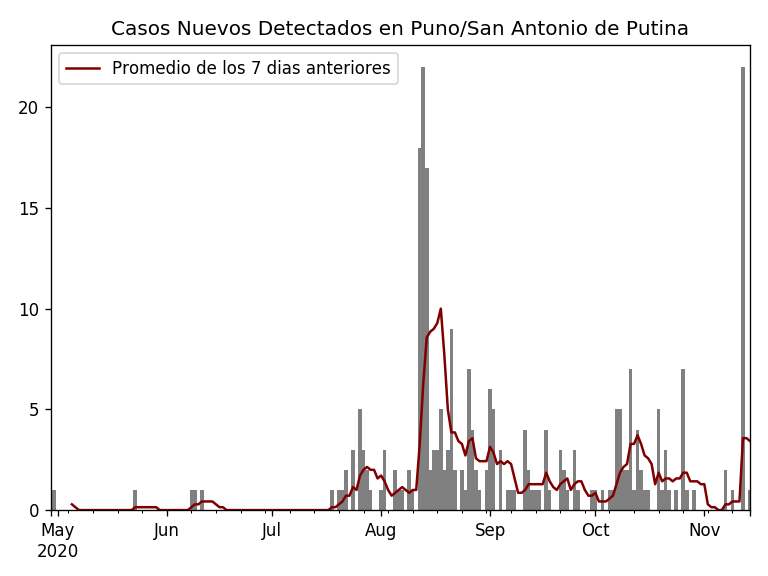 Casos Nuevos Detectados en Puno/San Antonio de Putina
Promedio de los 7 dias anteriores
20
15
10
5
0
May Jun Jul Aug Sep Oct Nov
2020